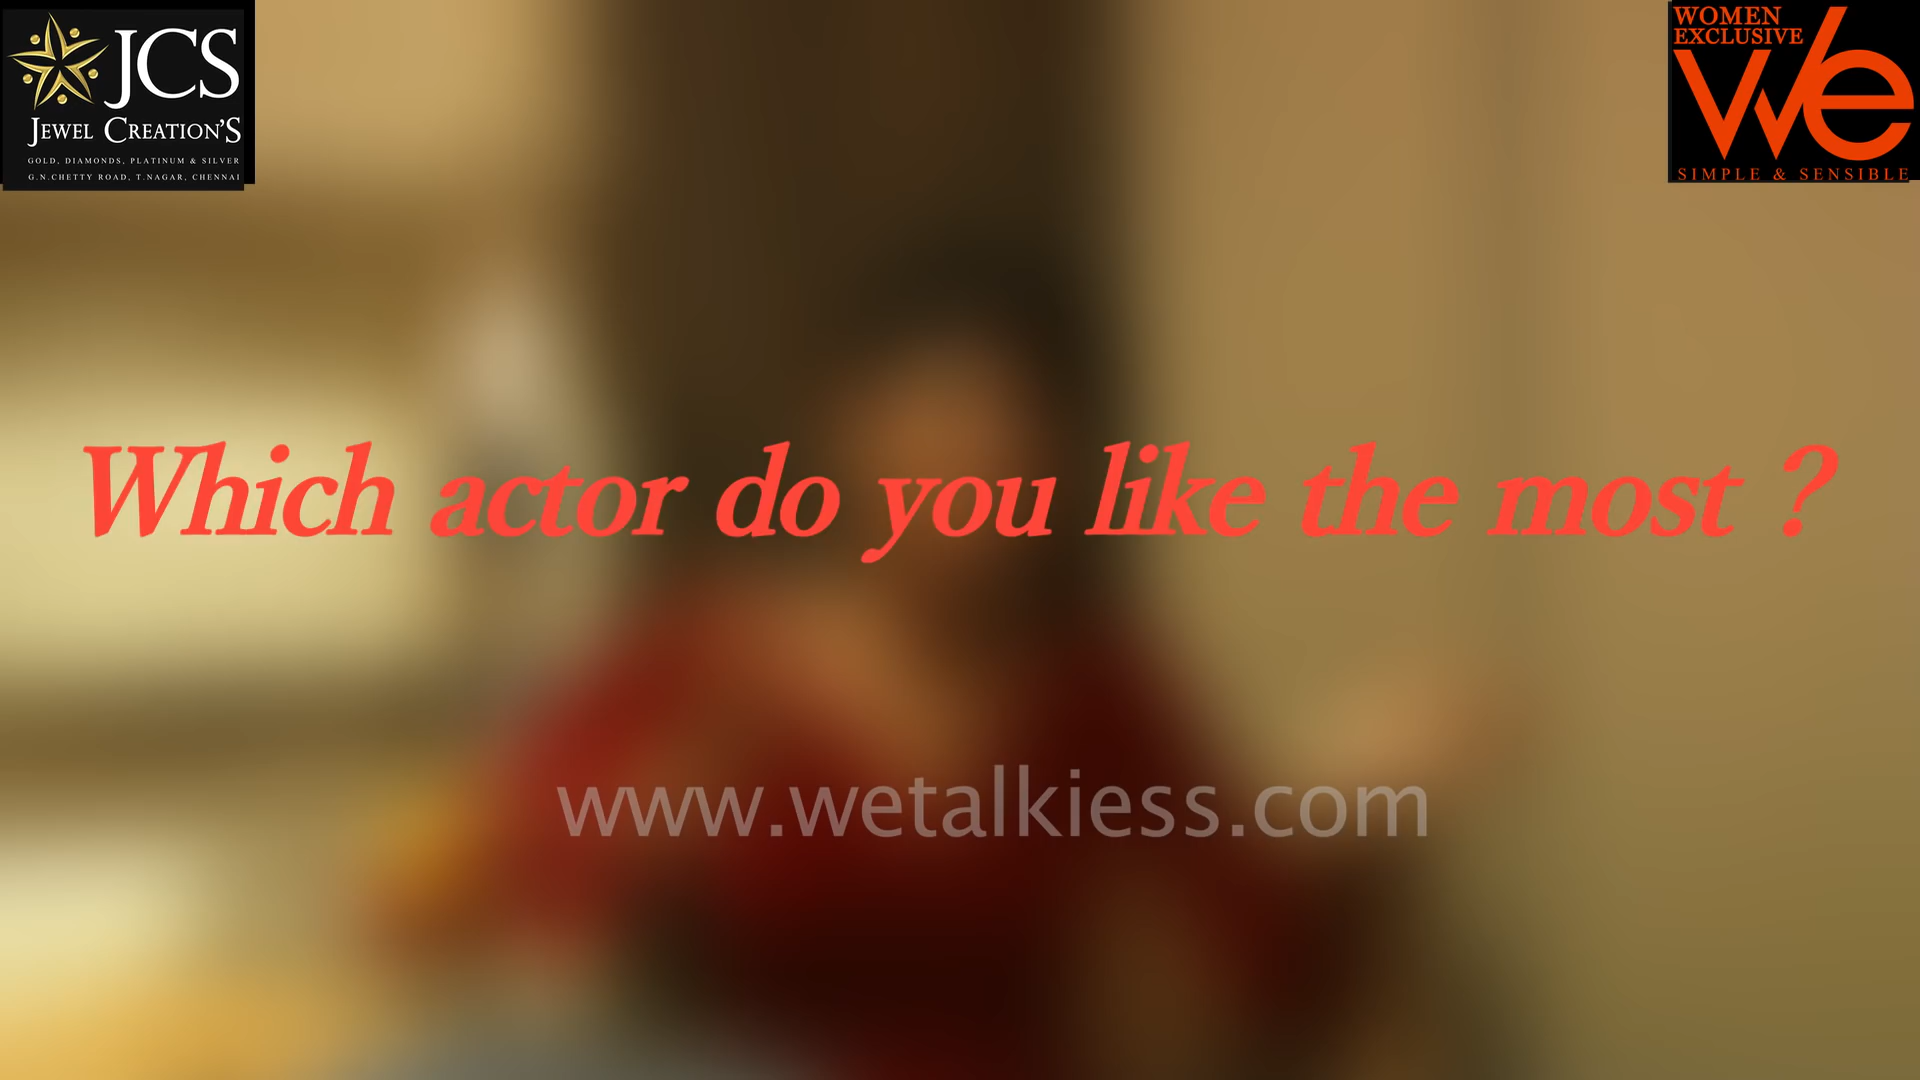 JCS
JEWEL CREATION'S
GOLD, DIAMONDS, PLATINUM & SILVER
G.N.CHETTY ROAD, T.NAGAR, CHENNAI
WOMEN
EXCLUSIVE
We
SIMPLE & SENSIBLE
Which actor do you like the most ?
www.wetalkiess.com